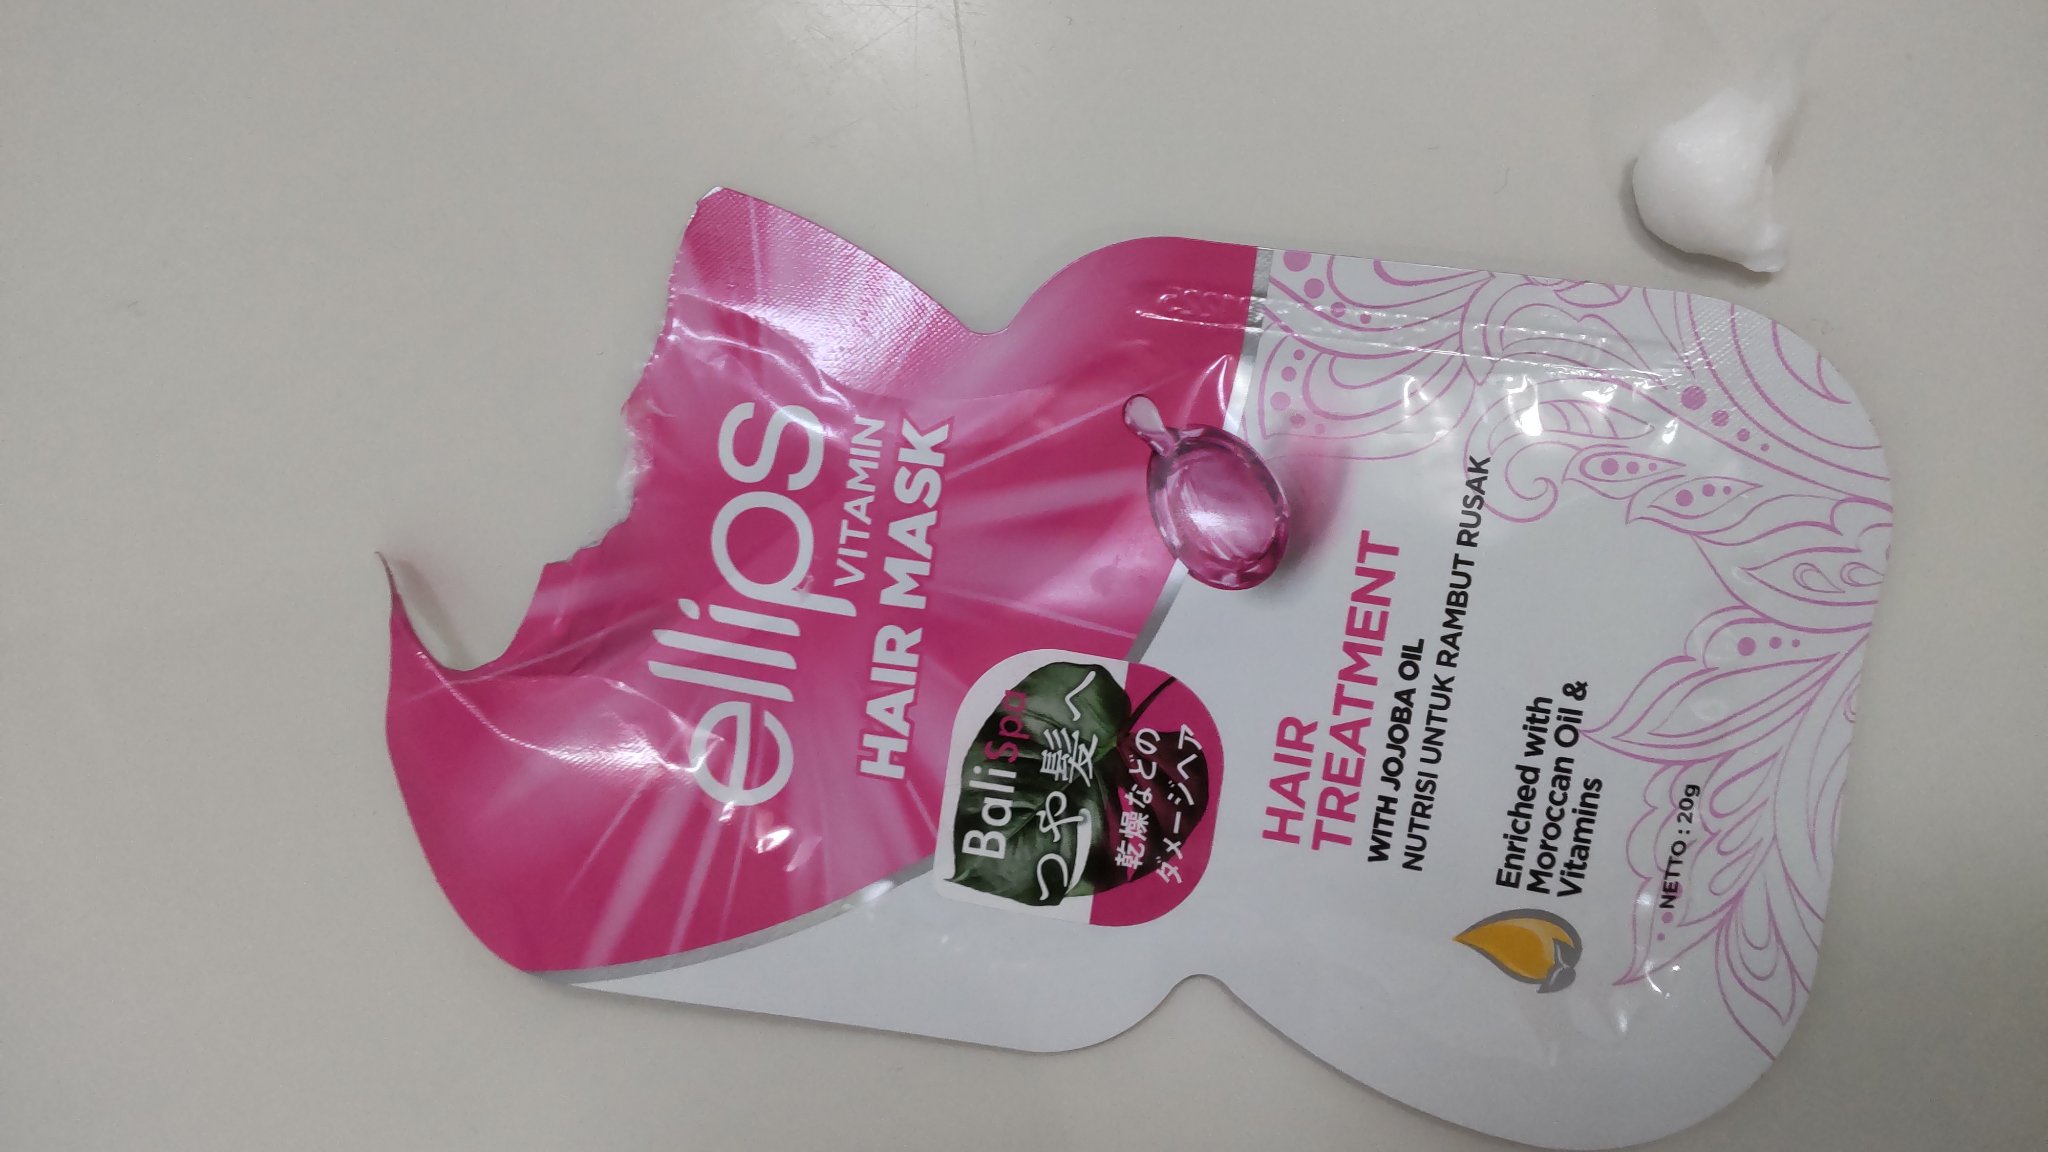 ellips
VITAMIN
HAIR MASK
Bali Spa
つや髪へ
乾燥などの
ダメージヘア
HAIR
TREATMENT
WITH JOJOBA OIL
NUTRISI UNTUK RAMBUT RUSAK
Enriched with
Moroccan Oil &
Vitamins
NETTO : 20g